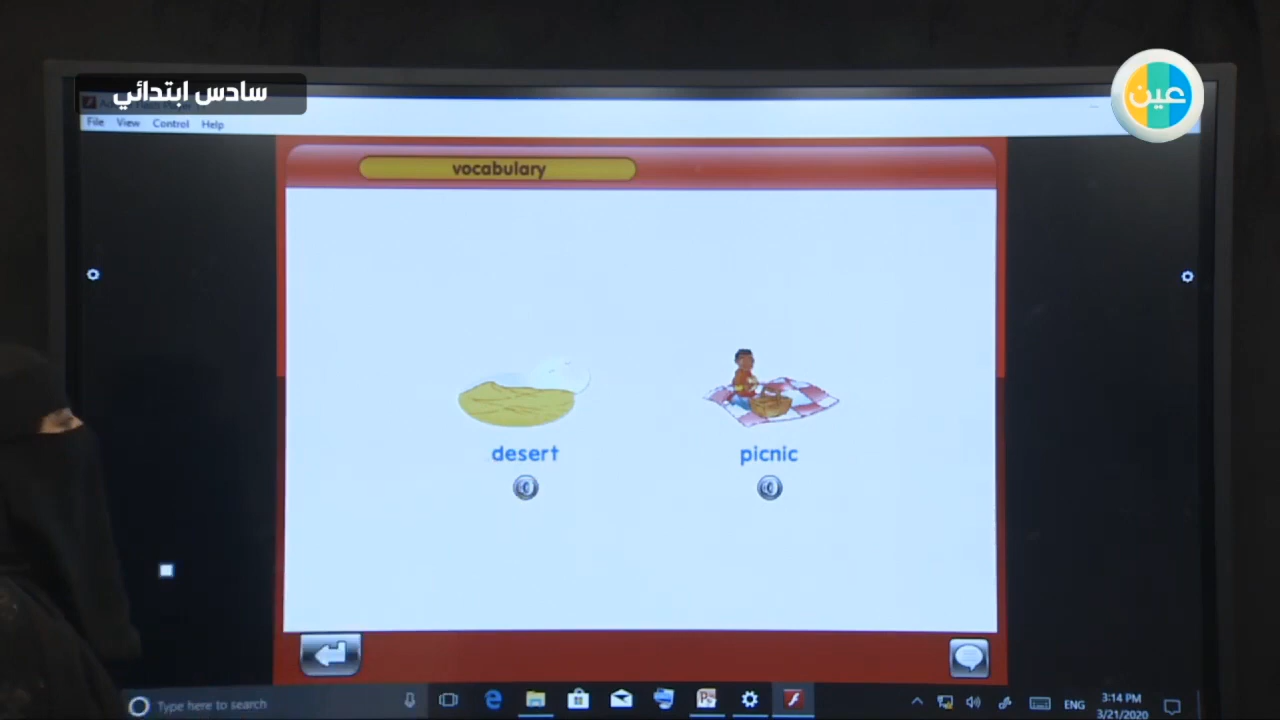 سادس ابتدائي
عين
File View Control Help
vocabulary
desert
picnic
Type here to search
ENG
3:14 PM
3/21/2020